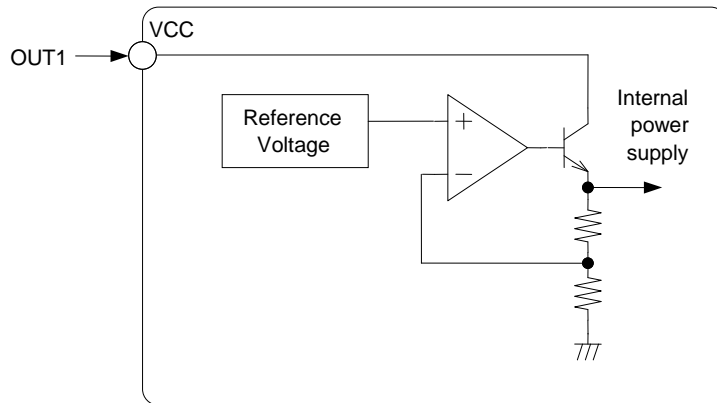 VCC
OUT1
Reference
Voltage
+
−
Internal
power
supply